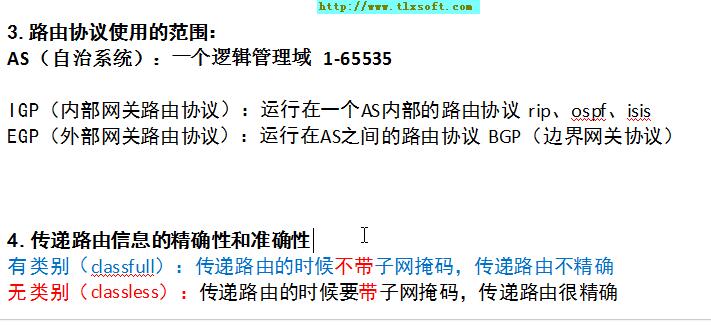 http://www.tlxsoft.com
3. 路由协议使用的范围：
AS（自治系统）：一个逻辑管理域 1-65535
IGP（内部网关路由协议）：运行在一个AS内部的路由协议 rip、ospf、isis
EGP（外部网关路由协议）：运行在AS之间的路由协议 BGP（边界网关协议）
4. 传递路由信息的精确性和准确性
有类别（classfull）：传递路由的时候不带子网掩码，传递路由不精确
无类别（classless）：传递路由的时候要带子网掩码，传递路由很精确